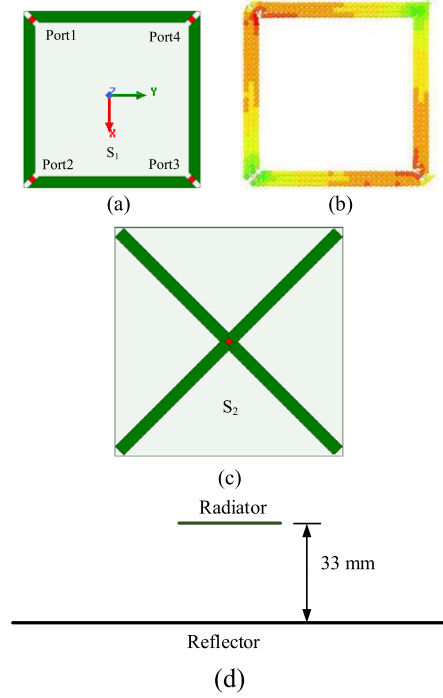 Port1
Port4
Z
Y
X
S₁
Port2
Port3
(a)
(b)
S₂
(c)
Radiator
33 mm
Reflector
(d)